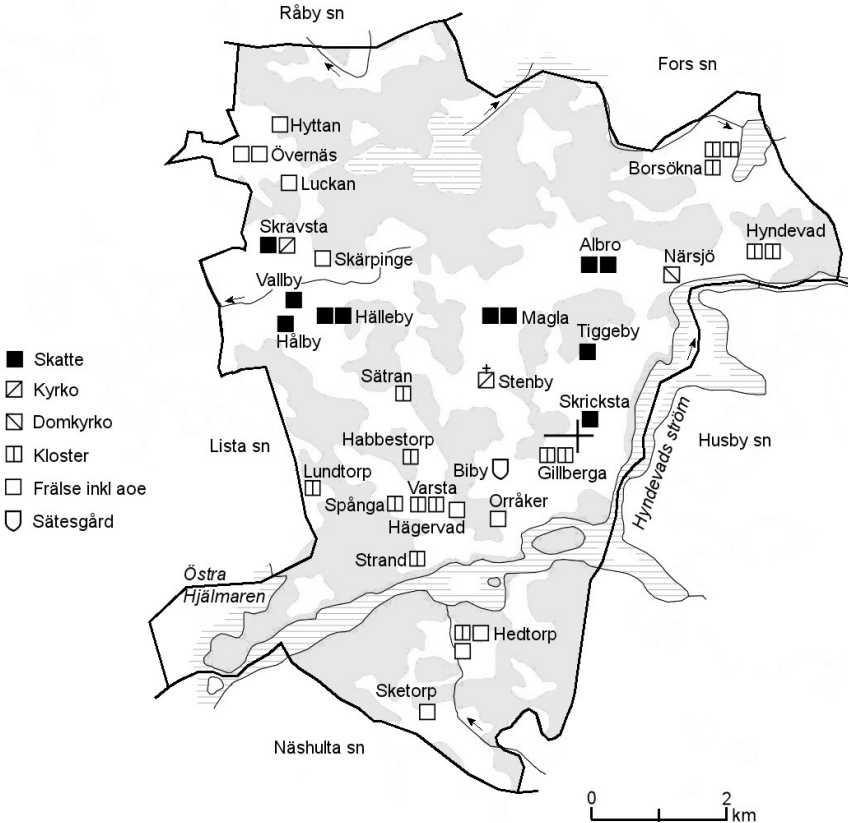 Råby sn
Fors sn
Hyttan
Övernäs
Luckan
Borsökna
Skravsta
Skärpinge
Albro
Närsjö
Hyndevad
Vallby
Hälleby
Hålby
Magla
Tiggeby
Skatte
Kyrko
Domkyrko
Kloster
Frälse inkl aoe
Sätesgård
Sätran
Stenby
Skricksta
Lista sn
Habbestorp
Hyndevads ström
Husby sn
Lundtorp
Biby
Gillberga
Spånga
Varsta
Hägervad
Orråker
Strand
Östra
Hjälmaren
Hedtorp
Sketorp
Näshulta sn
0 2
km